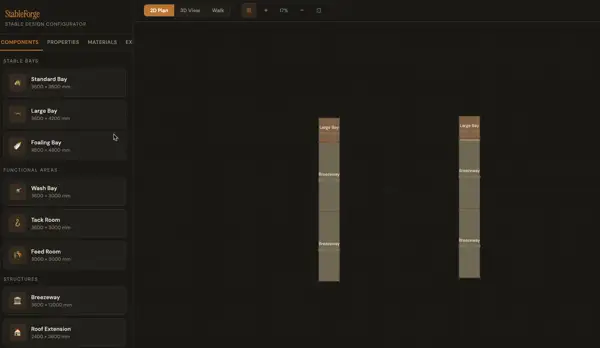 StableForge
STABLE DESIGN CONFIGURATOR
COMPONENTS PROPERTIES MATERIALS EX
2D Plan 3D View Walk + 17% −
STABLE BAYS
Standard Bay
3600 × 3600 mm
Large Bay
3600 × 4200 mm
Foaling Bay
4800 × 4800 mm
FUNCTIONAL AREAS
Wash Bay
3600 × 3000 mm
Tack Room
3600 × 3000 mm
Feed Room
3000 × 3000 mm
STRUCTURES
Breezeway
3600 × 12000 mm
Roof Extension
2400 × 3600 mm
Large Bay
Breezeway
Breezeway
Large Bay
Breezeway
Breezeway